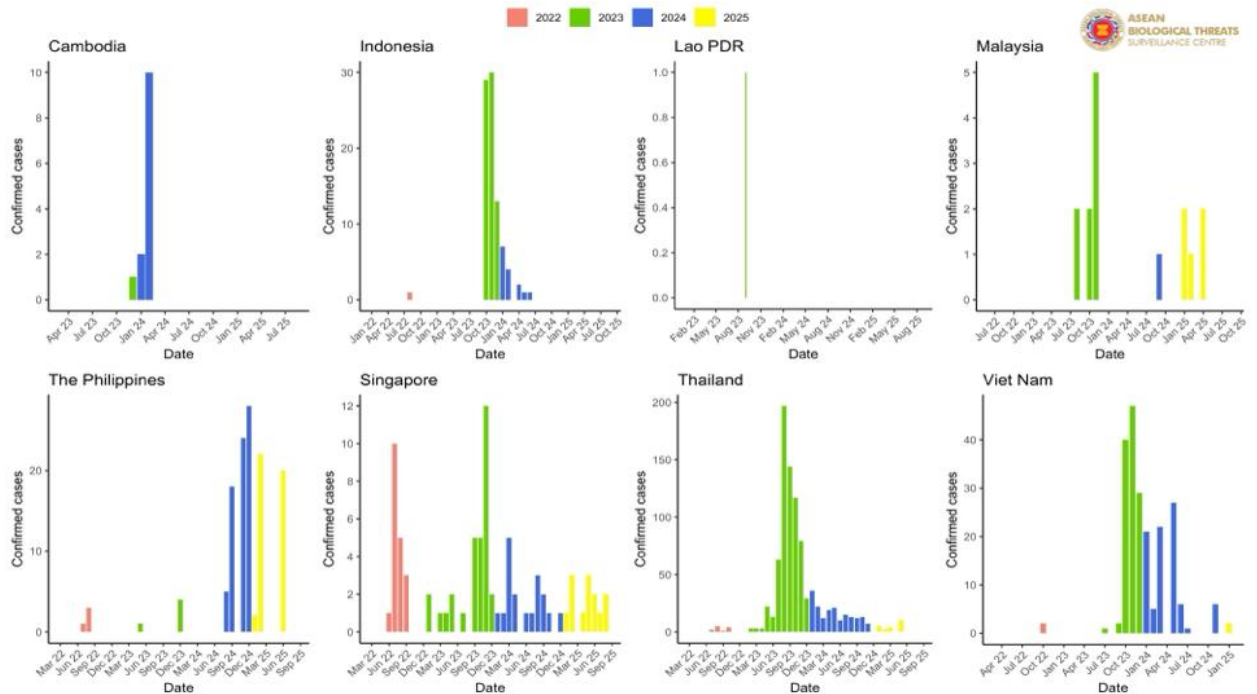 2022 2023 2024 2025
ASEAN
BIOLOGICAL THREATS
SURVEILLANCE CENTRE
Cambodia
Confirmed cases
10
8
6
4
2
0
Apr 23 Jul 23 Oct 23 Jan 24 Apr 24 Jul 24 Oct 24 Jan 25 Apr 25 Jul 25
Date
Indonesia
Confirmed cases
30
20
10
0
Jan 22 Apr 22 Jul 22 Oct 22 Jan 23 Apr 23 Jul 23 Oct 23 Jan 24 Apr 24 Jul 24 Oct 24 Jan 25 Apr 25 Jul 25 Oct 25
Date
Lao PDR
Confirmed cases
1.0
0.8
0.6
0.4
0.2
0.0
Feb 23 May 23 Aug 23 Nov 23 Feb 24 May 24 Aug 24 Nov 24 Feb 25 May 25 Aug 25
Date
Malaysia
Confirmed cases
5
4
3
2
1
0
Jul 22 Oct 22 Jan 23 Apr 23 Jul 23 Oct 23 Jan 24 Apr 24 Jul 24 Oct 24 Jan 25 Apr 25 Jul 25 Oct 25
Date
The Philippines
Confirmed cases
20
10
0
Mar 22 Jun 22 Sep 22 Dec 22 Mar 23 Jun 23 Sep 23 Dec 23 Mar 24 Jun 24 Sep 24 Dec 24 Mar 25 Jun 25 Sep 25
Date
Singapore
Confirmed cases
12
10
8
6
4
2
0
Mar 22 Jun 22 Sep 22 Dec 22 Mar 23 Jun 23 Sep 23 Dec 23 Mar 24 Jun 24 Sep 24 Dec 24 Mar 25 Jun 25 Sep 25
Date
Thailand
Confirmed cases
200
150
100
50
0
Mar 22 Jun 22 Sep 22 Dec 22 Mar 23 Jun 23 Sep 23 Dec 23 Mar 24 Jun 24 Sep 24 Dec 24 Mar 25 Jun 25 Sep 25
Date
Viet Nam
Confirmed cases
40
30
20
10
0
Apr 22 Jul 22 Oct 22 Jan 23 Apr 23 Jul 23 Oct 23 Jan 24 Apr 24 Jul 24 Oct 24 Jan 25
Date